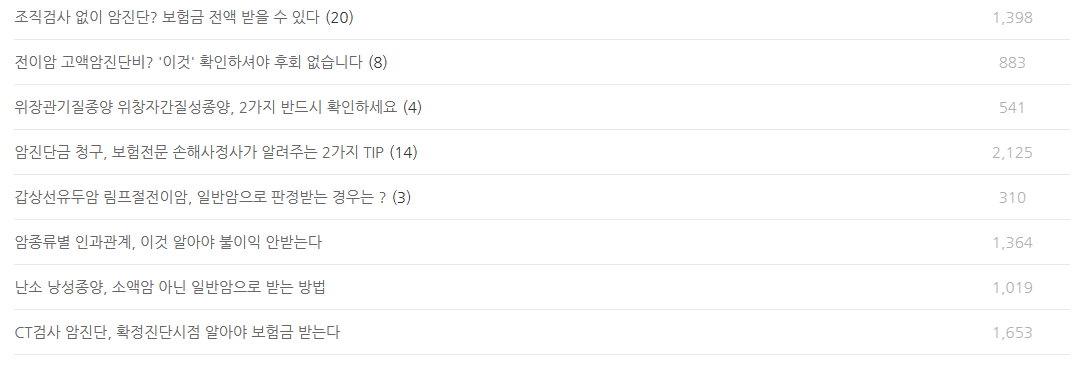 조직검사 없이 암진단? 보험금 전액 받을 수 있다 (20) 1,398
전이암 고액암진단비? '이것' 확인하셔야 후회 없습니다 (8) 883
위장관기질종양 위창자간질성종양, 2가지 반드시 확인하세요 (4) 541
암진단금 청구, 보험전문 손해사정사가 알려주는 2가지 TIP (14) 2,125
갑상선유두암 림프절전이암, 일반암으로 판정받는 경우는 ? (3) 310
암종류별 인과관계, 이것 알아야 불이익 안받는다 1,364
난소 낭성종양, 소액암 아닌 일반암으로 받는 방법 1,019
CT검사 암진단, 확정진단시점 알아야 보험금 받는다 1,653